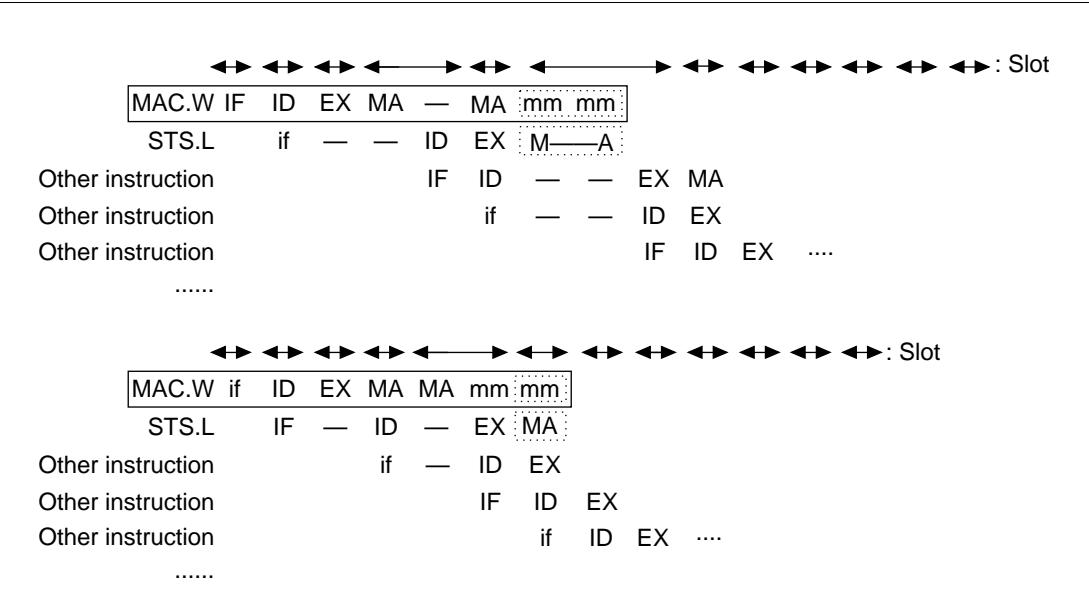 : Slot
MAC.W IF ID EX MA — MA mm mm
STS.L if — — ID EX M——A
Other instruction IF ID — — EX MA
Other instruction if — — ID EX
Other instruction IF ID EX ....
......
: Slot
MAC.W if ID EX MA MA mm mm
STS.L IF — ID — EX MA
Other instruction if — ID EX
Other instruction IF ID EX
Other instruction if ID EX ....
......